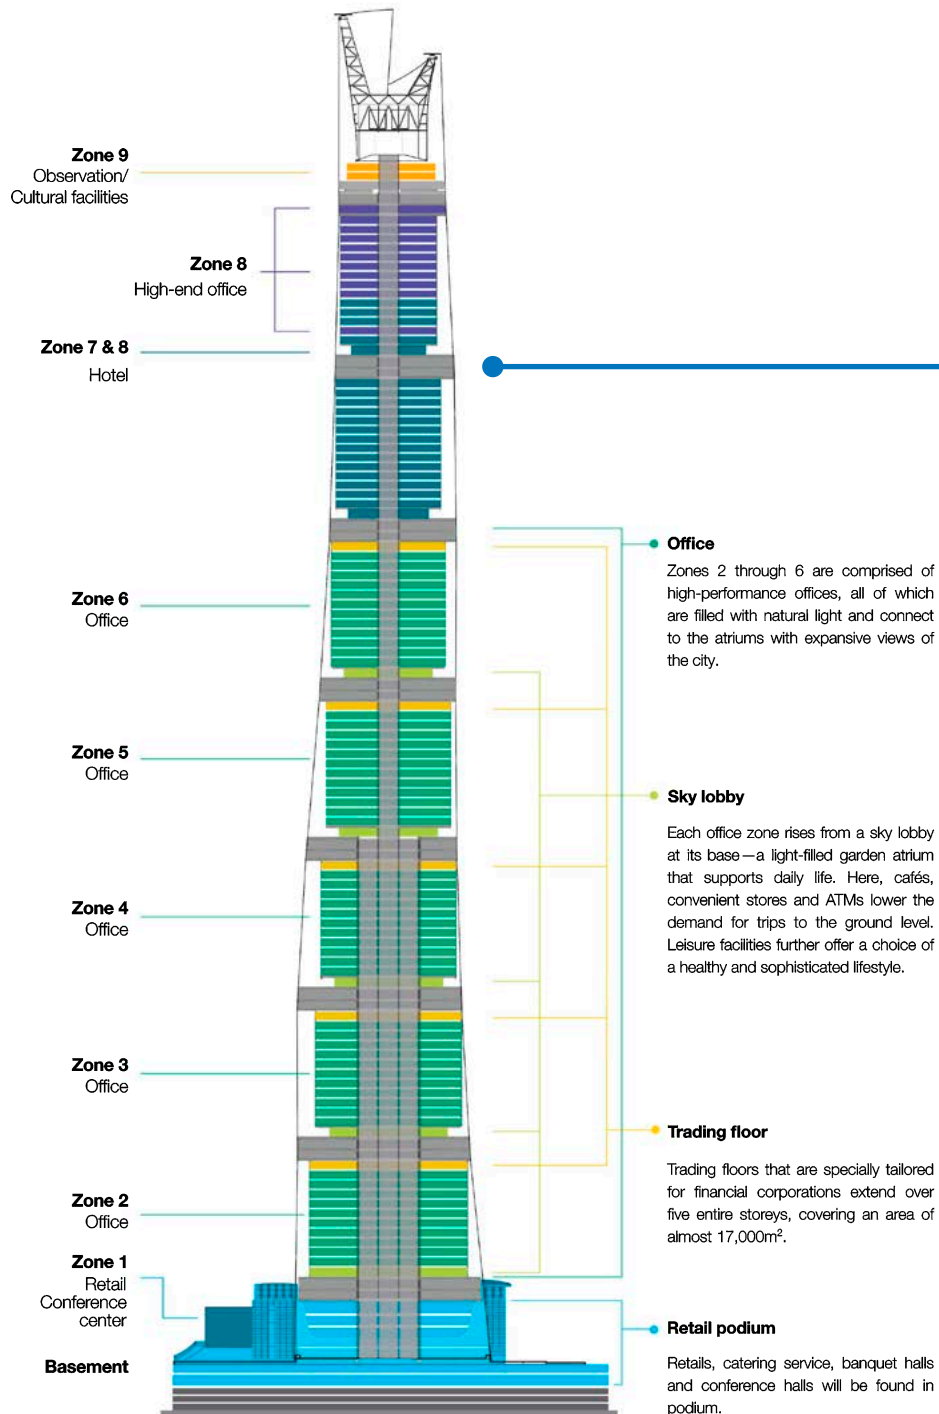 Zone 9
Observation/
Cultural facilities
Zone 8
High-end office
Zone 7 & 8
Hotel
Zone 6
Office
Zone 5
Office
Zone 4
Office
Zone 3
Office
Zone 2
Office
Zone 1
Retail
Conference
center
Basement
Office
Zones 2 through 6 are comprised of
high-performance offices, all of which
are filled with natural light and connect
to the atriums with expansive views of
the city.
Sky lobby
Each office zone rises from a sky lobby
at its base—a light-filled garden atrium
that supports daily life. Here, cafés,
convenient stores and ATMs lower the
demand for trips to the ground level.
Leisure facilities further offer a choice of
a healthy and sophisticated lifestyle.
Trading floor
Trading floors that are specially tailored
for financial corporations extend over
five entire storeys, covering an area of
almost 17,000m².
Retail podium
Retails, catering service, banquet halls
and conference halls will be found in
podium.